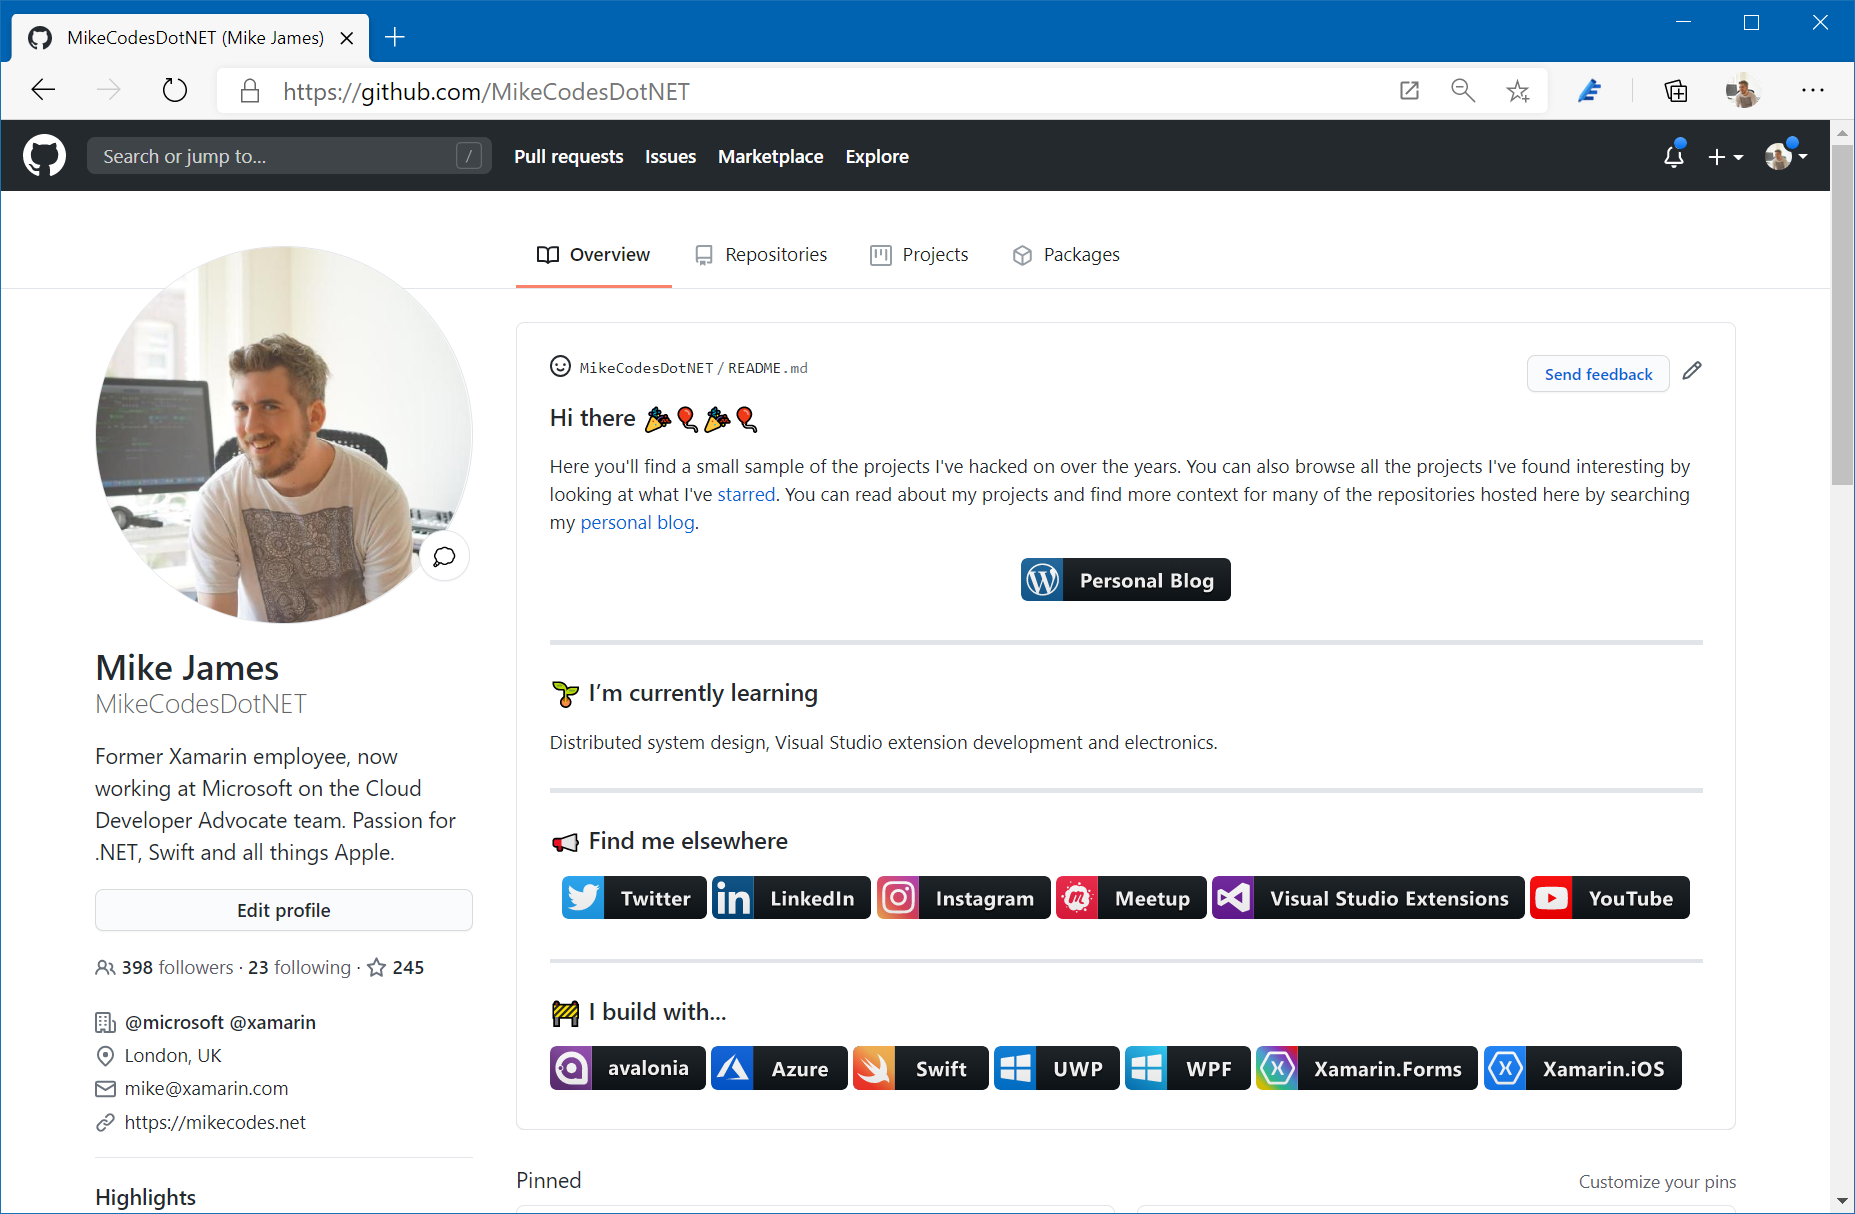 MikeCodesDotNET (Mike James)
https://github.com/MikeCodesDotNET
Search or jump to...
/
Pull requests
Issues
Marketplace
Explore
Overview
Repositories
Projects
Packages
Mike James
MikeCodesDotNET
Former Xamarin employee, now
working at Microsoft on the Cloud
Developer Advocate team. Passion for
.NET, Swift and all things Apple.
Edit profile
398 followers · 23 following · 245
@microsoft @xamarin
London, UK
mike@xamarin.com
https://mikecodes.net
Highlights
MikeCodesDotNET/README.md
Send feedback
Hi there 🎉🎈🎉🎈
Here you'll find a small sample of the projects I've hacked on over the years. You can also browse all the projects I've found interesting by
looking at what I've starred. You can read about my projects and find more context for many of the repositories hosted here by searching
my personal blog.
Personal Blog
🌱 I’m currently learning
Distributed system design, Visual Studio extension development and electronics.
📢 Find me elsewhere
Twitter
LinkedIn
Instagram
Meetup
Visual Studio Extensions
YouTube
🚧 I build with...
avalonia
Azure
Swift
UWP
WPF
Xamarin.Forms
Xamarin.iOS
Pinned
Customize your pins